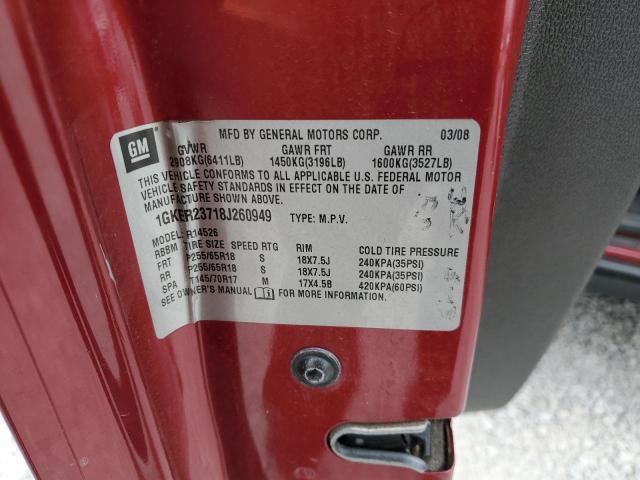 GM
MFD BY GENERAL MOTORS CORP. 03/08
GVWR GAWR FRT GAWR RR
2908KG(6411LB) 1450KG(3196LB) 1600KG(3527LB)
THIS VEHICLE CONFORMS TO ALL APPLICABLE U.S. FEDERAL MOTOR
VEHICLE SAFETY STANDARDS IN EFFECT ON THE DATE OF
MANUFACTURE SHOWN ABOVE.
1GKER23718J260949 TYPE: M.P.V.
MODEL: R14526
RBBM TIRE SIZE SPEED RTG RIM COLD TIRE PRESSURE
FRT P255/65R18 S 18X7.5J 240KPA(35PSI)
RR P255/65R18 S 18X7.5J 240KPA(35PSI)
SPA T145/70R17 M 17X4.5B 420KPA(60PSI)
SEE OWNER'S MANUAL FOR MORE INFORMATION.